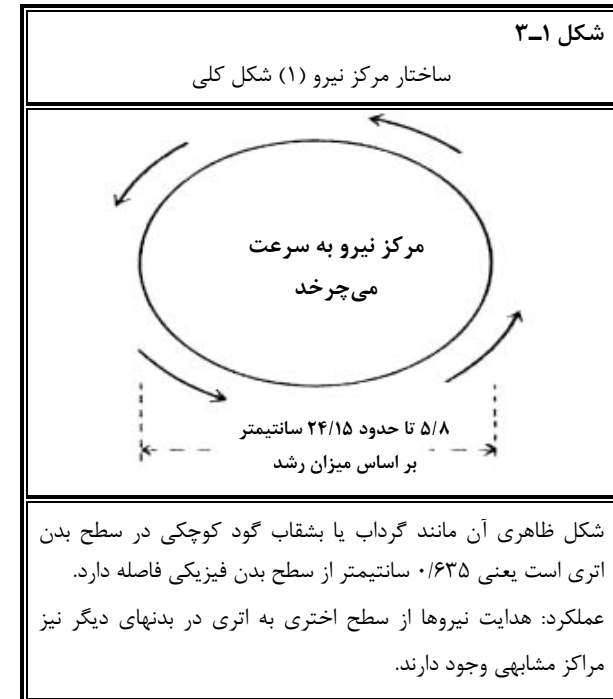 شکل ۱ـ۳
ساختار مرکز نیرو (۱) شکل کلی
مرکز نیرو به سرعت
می‌چرخد
۵/۸ تا حدود ۲۴/۱۵ سانتیمتر
بر اساس میزان رشد
شکل ظاهری آن مانند گرداب یا بشقاب گود کوچکی در سطح بدن
اتری است یعنی ۰/۶۳۵ سانتیمتر از سطح بدن فیزیکی فاصله دارد.
عملکرد: هدایت نیروها از سطح اختری به اتری در بدنهای دیگر نیز
مراکز مشابهی وجود دارند.